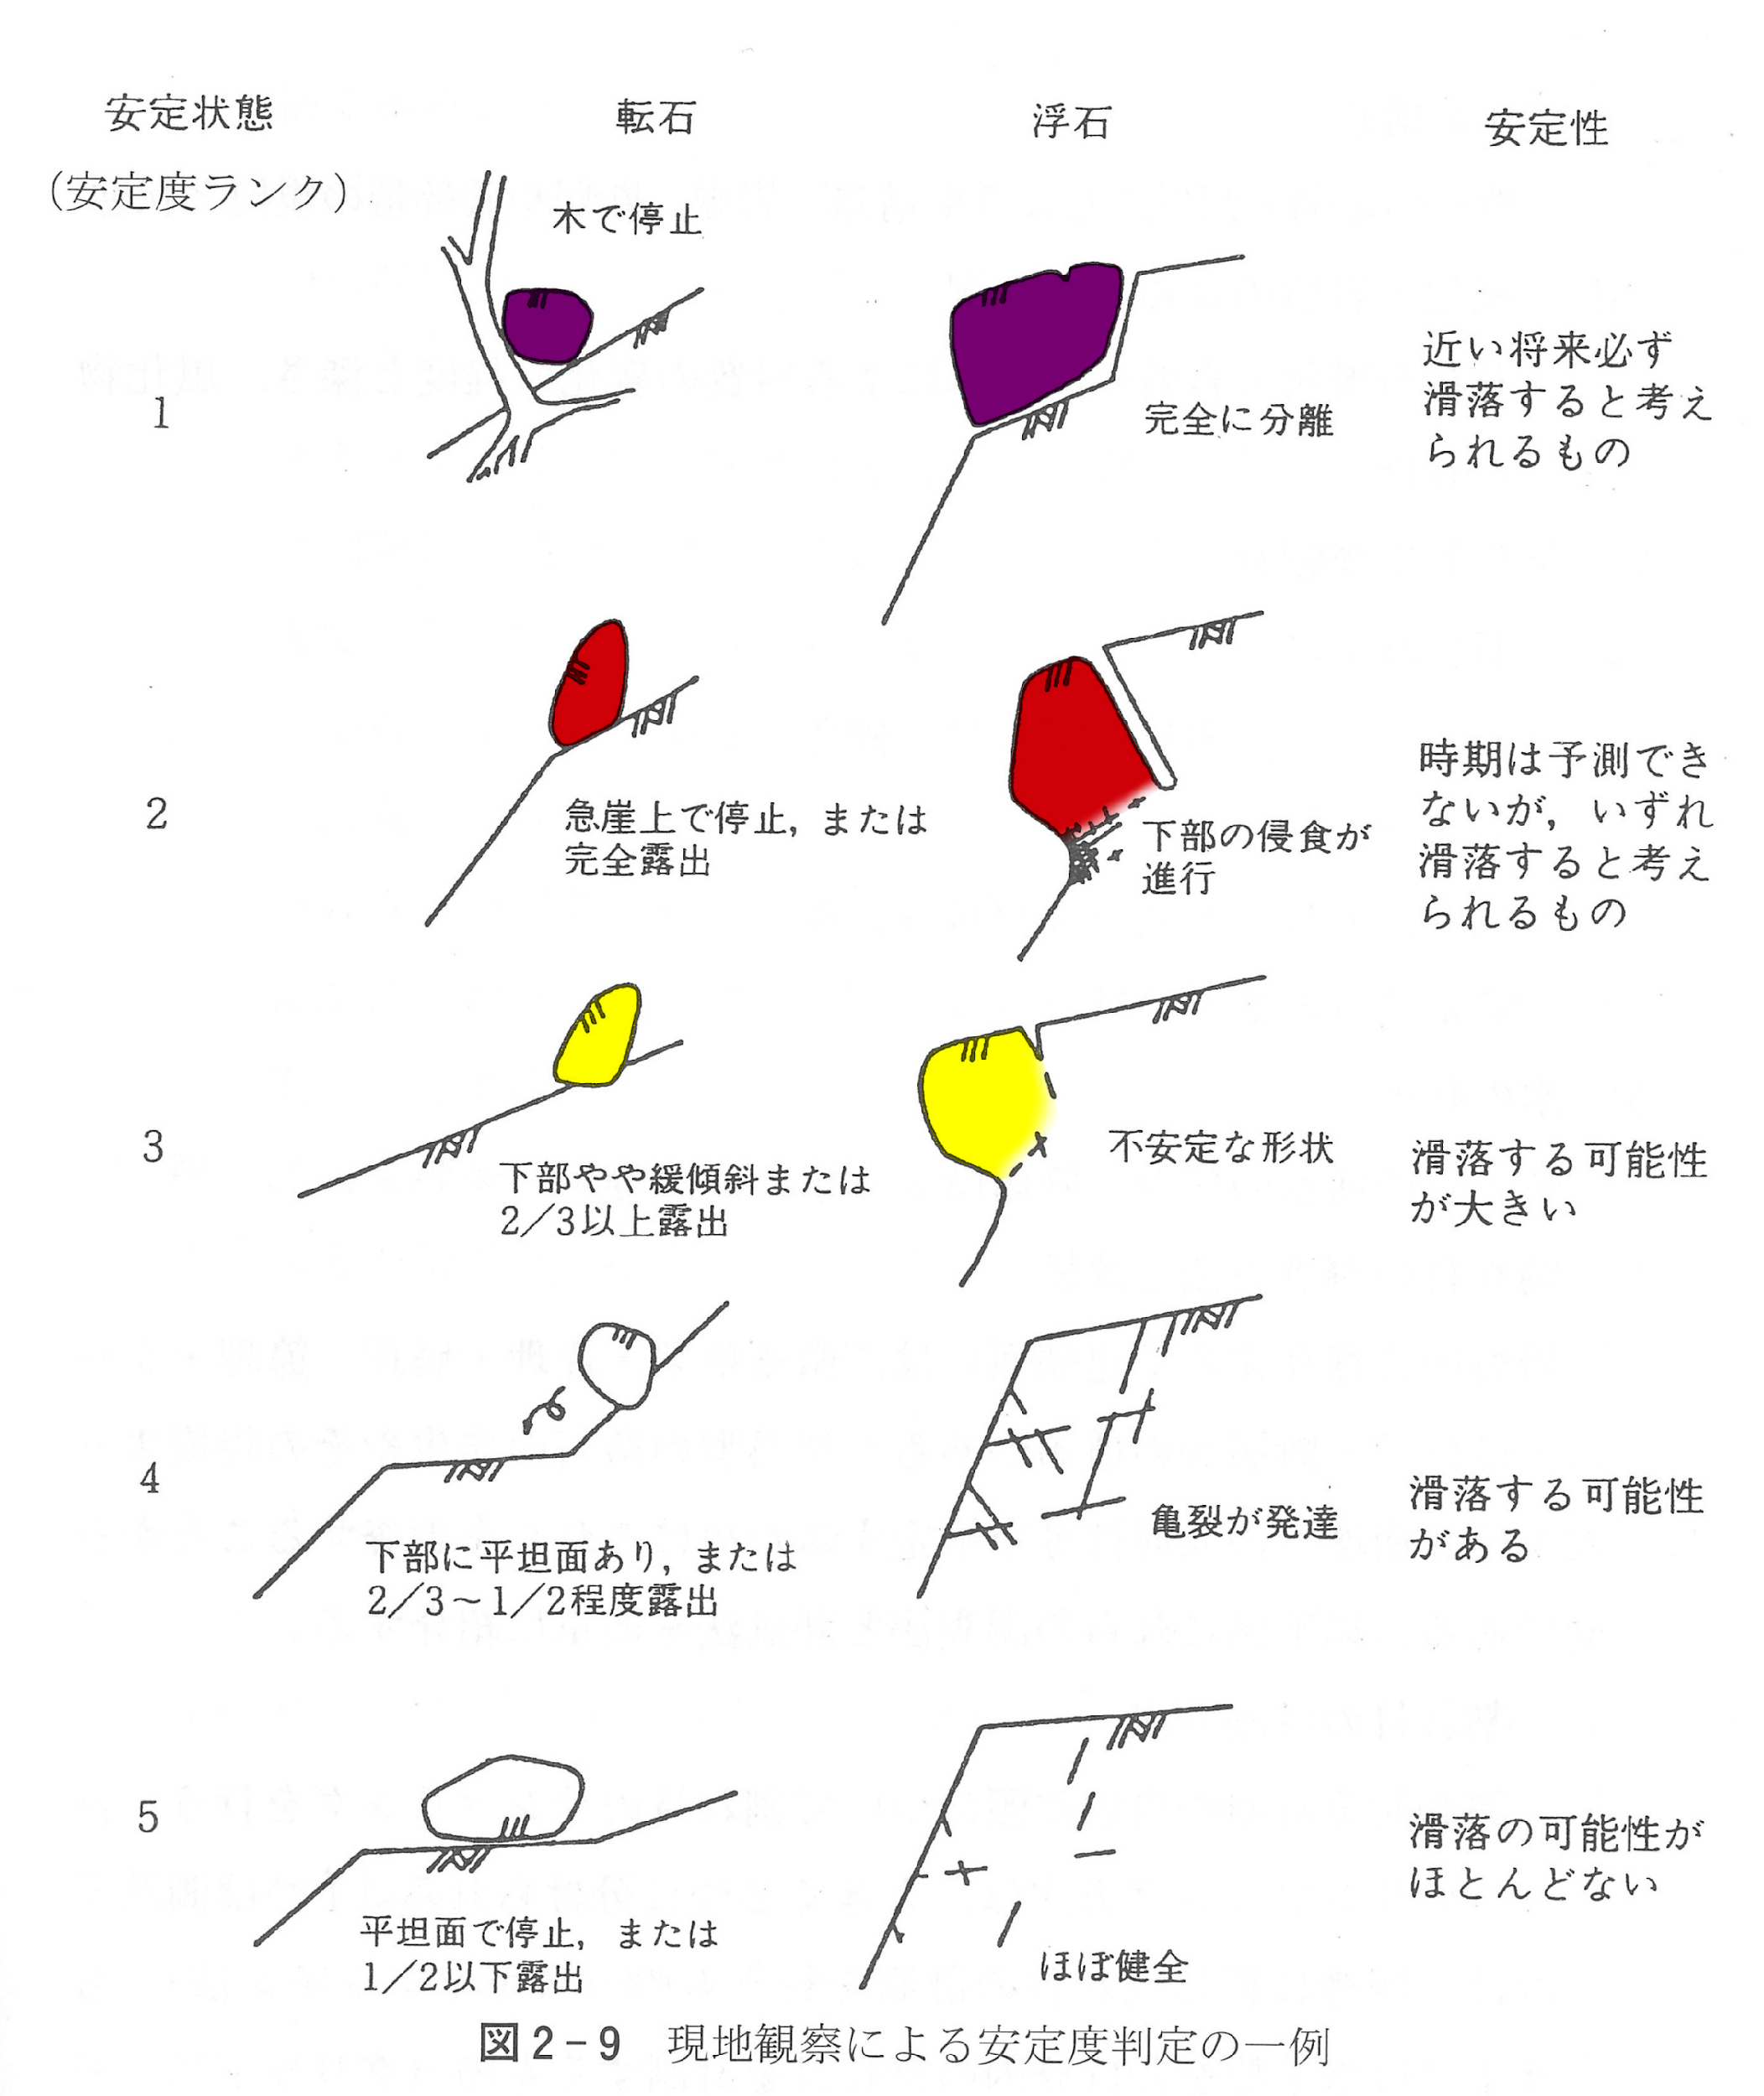 安定状態
転石
浮石
安定性
(安定度ランク)
木で停止
1
完全に分離
近い将来必ず
滑落すると考え
られるもの
2
急崖上で停止, または
完全露出
下部の侵食が
進行
時期は予測でき
ないが, いずれ
滑落すると考え
られるもの
3
下部やや緩傾斜または
2/3以上露出
不安定な形状
滑落する可能性
が大きい
4
下部に平坦面あり, または
2/3~1/2程度露出
亀裂が発達
滑落する可能性
がある
5
平坦面で停止, または
1/2以下露出
ほぼ健全
滑落の可能性が
ほとんどない
図2-9 現地観察による安定度判定の一例